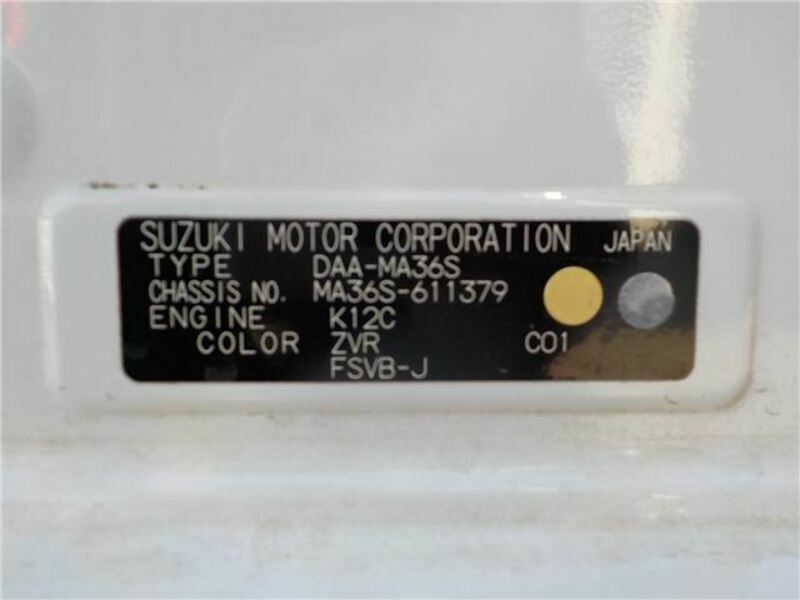 SUZUKI MOTOR CORPORATION JAPAN
TYPE DAA-MA36S
CHASSIS NO. MA36S-611379
ENGINE K12C
COLOR ZVR C01
FSVB-J